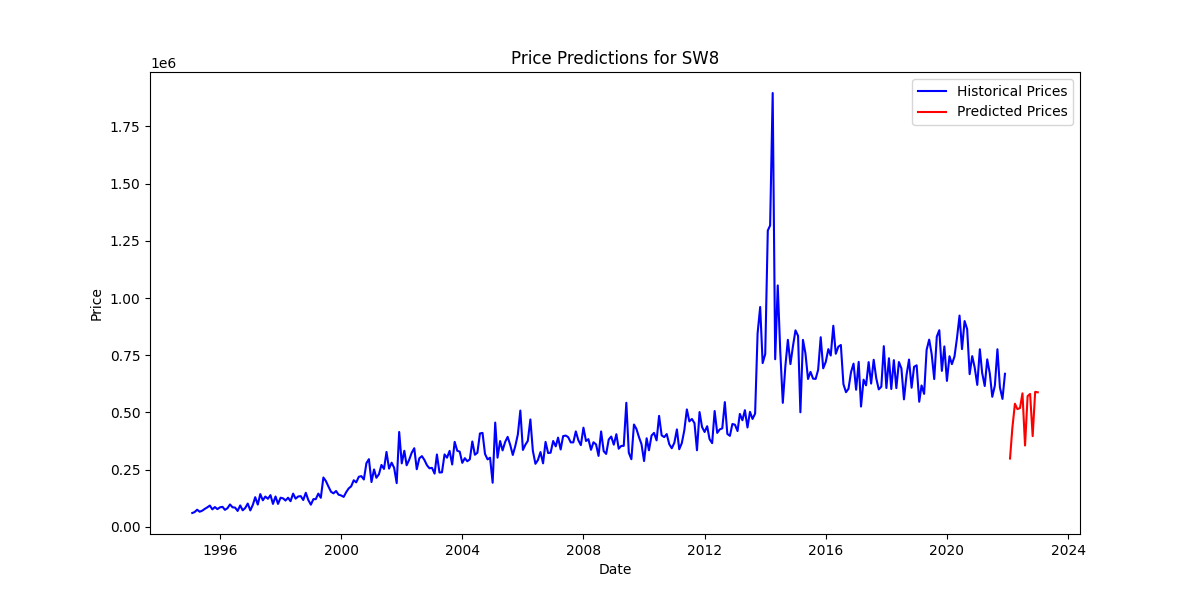 Price Predictions for SW8
1e6
Historical Prices
Predicted Prices
1.75
1.50
1.25
1.00
0.75
0.50
0.25
0.00
Price
1996 2000 2004 2008 2012 2016 2020 2024
Date